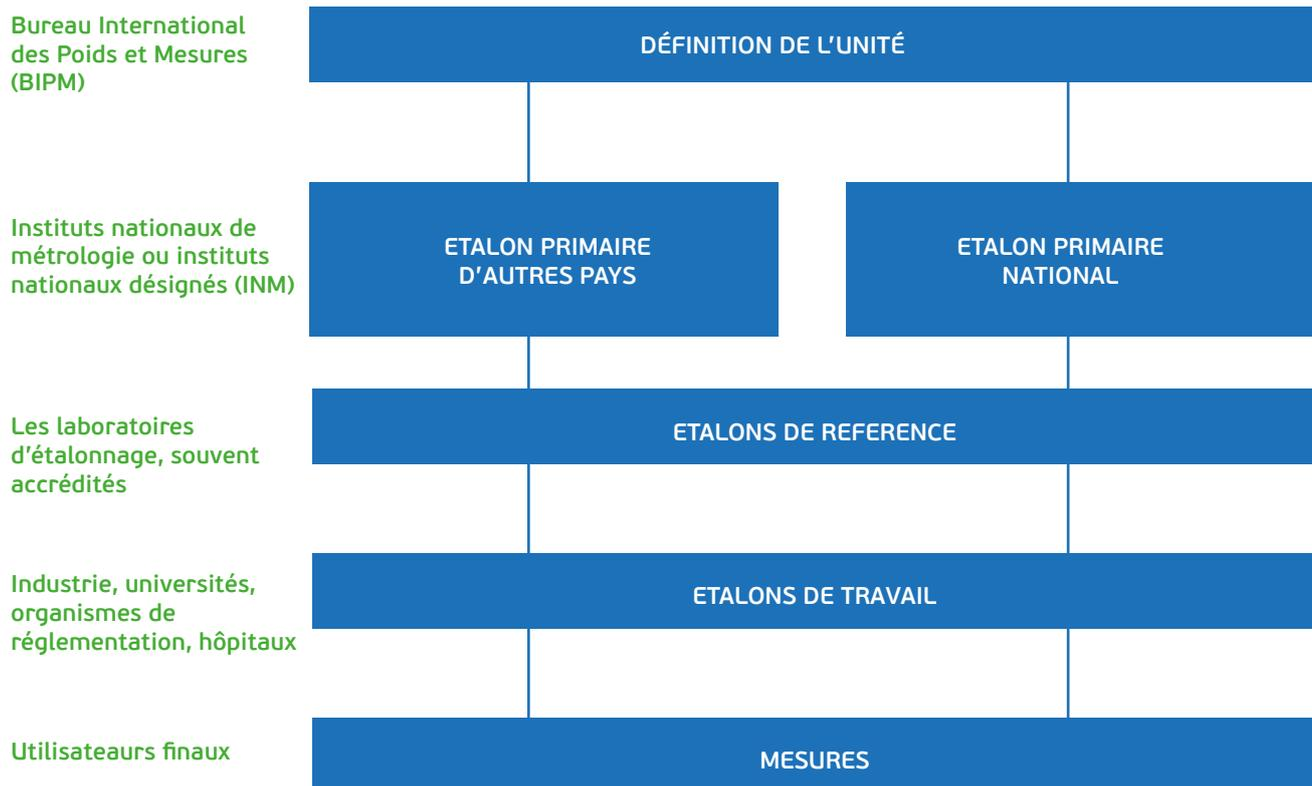 Bureau International
des Poids et Mesures
(BIPM)
DÉFINITION DE L'UNITÉ
Instituts nationaux de
métrologie ou instituts
nationaux désignés (INM)
ETALON PRIMAIRE
D'AUTRES PAYS
ETALON PRIMAIRE
NATIONAL
Les laboratoires
d'étalonnage, souvent
accrédités
ETALONS DE REFERENCE
Industrie, universités,
organismes de
réglementation, hôpitaux
ETALONS DE TRAVAIL
Utilisateaurs finaux
MESURES